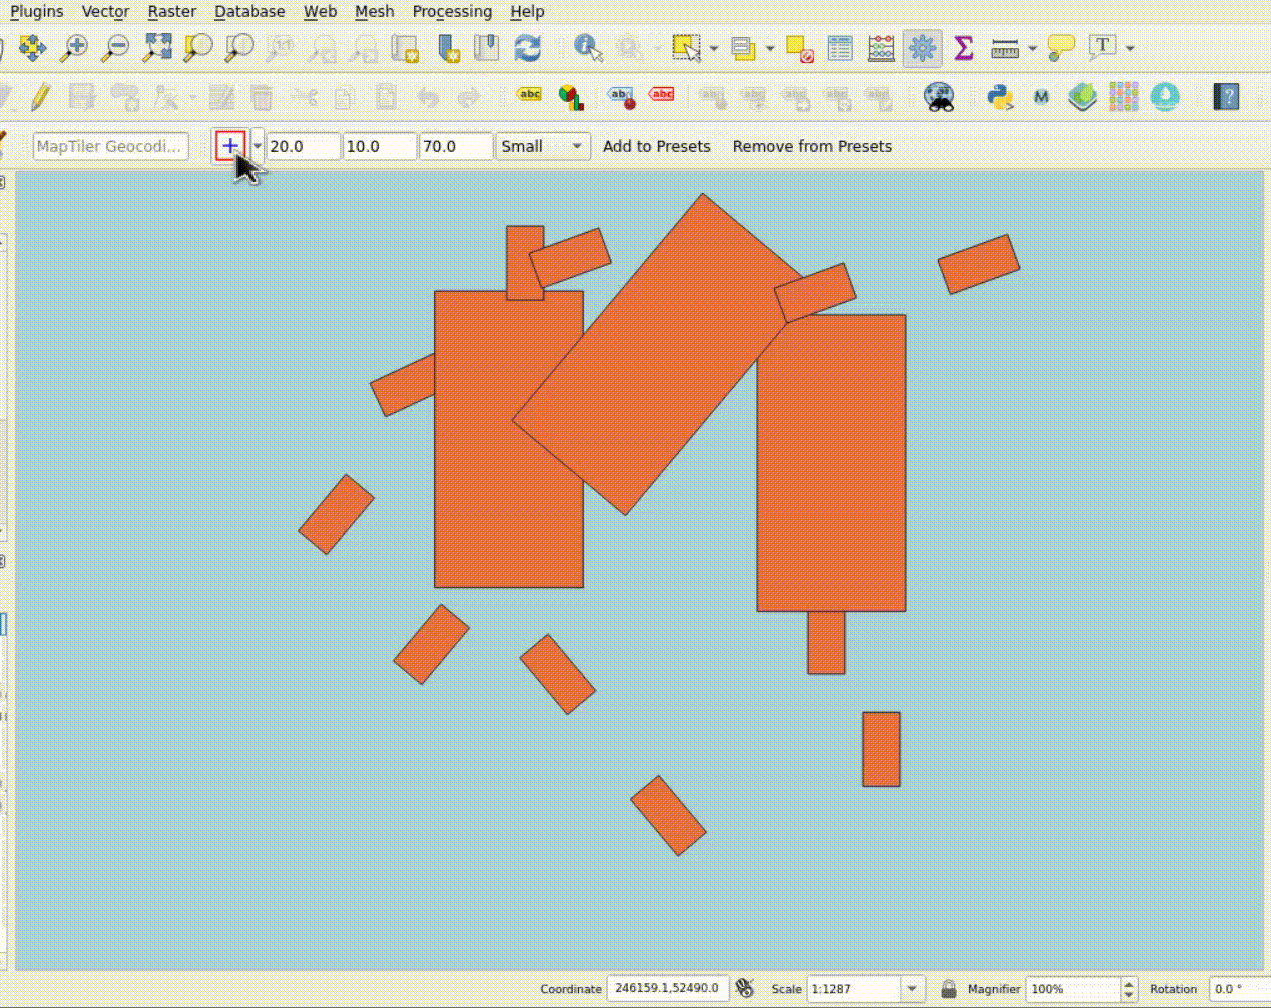 Plugins Vector Raster Database Web Mesh Processing Help
1:1 Σ T
abc abc abc M ?
MapTiler Geocodi... 20.0 10.0 70.0 Small Add to Presets Remove from Presets
Coordinate 246159.1,52490.0 Scale 1:1287 Magnifier 100% Rotation 0.0 °